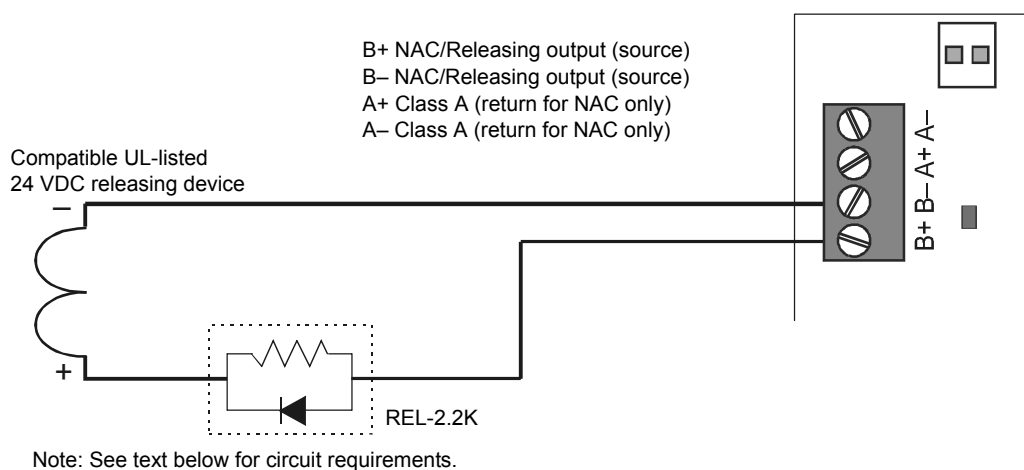 B+ NAC/Releasing output (source)
B– NAC/Releasing output (source)
A+ Class A (return for NAC only)
A– Class A (return for NAC only)
Compatible UL-listed
24 VDC releasing device
–
+
B+ B– A+ A–
REL-2.2K
Note: See text below for circuit requirements.